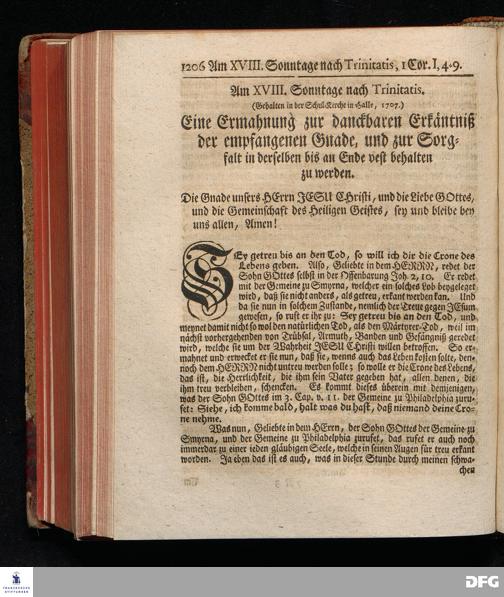 1206 Am XVIII. Sonntage nach Trinitatis, 1 Cor. I, 4-9.
Am XVIII. Sonntage nach Trinitatis.
(Gehalten in der Schul-Kirche in Halle, 1707.)
Eine Ermahnung zur danckbaren Erkäntniß
der empfangenen Gnade, und zur Sorg-
falt in derselben bis an Ende vest behalten
zu werden.
Die Gnade unsers HErrn JESU CHristi, und die Liebe GOttes,
und die Gemeinschaft des Heiligen Geistes, sey und bleibe bey
uns allen, Amen!
SEy getreu bis an den Tod, so will ich dir die Crone des
Lebens geben. Also, Geliebte in dem HERRN, redet der
Sohn GOttes selbst in der Offenbarung Joh. 2, 10. Er redet
mit der Gemeine zu Smyrna, welcher ein solches Lob beygeleget
wird, daß sie nicht anders, als getreu, erkant werden kan. Und
da sie nun in solchem Zustande, nemlich der Treue gegen JEsum
gewesen, so ruft er ihr zu: Sey getreu bis an den Tod, und
meynet damit nicht so wol den natürlichen Tod, als den Märtyrer-Tod, weil im
nächst vorhergehenden von Trübsal, Armuth, Banden und Gefängniß geredet
wird, welche sie um der Wahrheit JESU CHristi willen betroffen. So er-
mahnet und erwecket er sie nun, daß sie, wenns auch das Leben kosten solte, den-
noch dem HERRN nicht untreu werden solle; so wolle er die Crone des Lebens,
das ist, die Herrlichkeit, die ihm sein Vater gegeben hat, allen denen, die
ihm treu verbleiben, schencken. Es kommt dieses überein mit demjenigen,
was der Sohn GOttes im 3. Cap. v. 11. der Gemeine zu Philadelphia zuru-
fet: Siehe, ich komme bald, halt was du hast, daß niemand deine Cro-
ne nehme.
Was nun, Geliebte in dem HErrn, der Sohn GOttes der Gemeine zu
Smyrna, und der Gemeine zu Philadelphia zurufet, das rufet er auch noch
immerdar zu einer ieden gläubigen Seele, welche in seinen Augen für treu erkant
worden. Ja eben das ist es auch, was in dieser Stunde durch meinen schwa-
chen
FRANCKESCHE
STIFTUNGEN
DFG